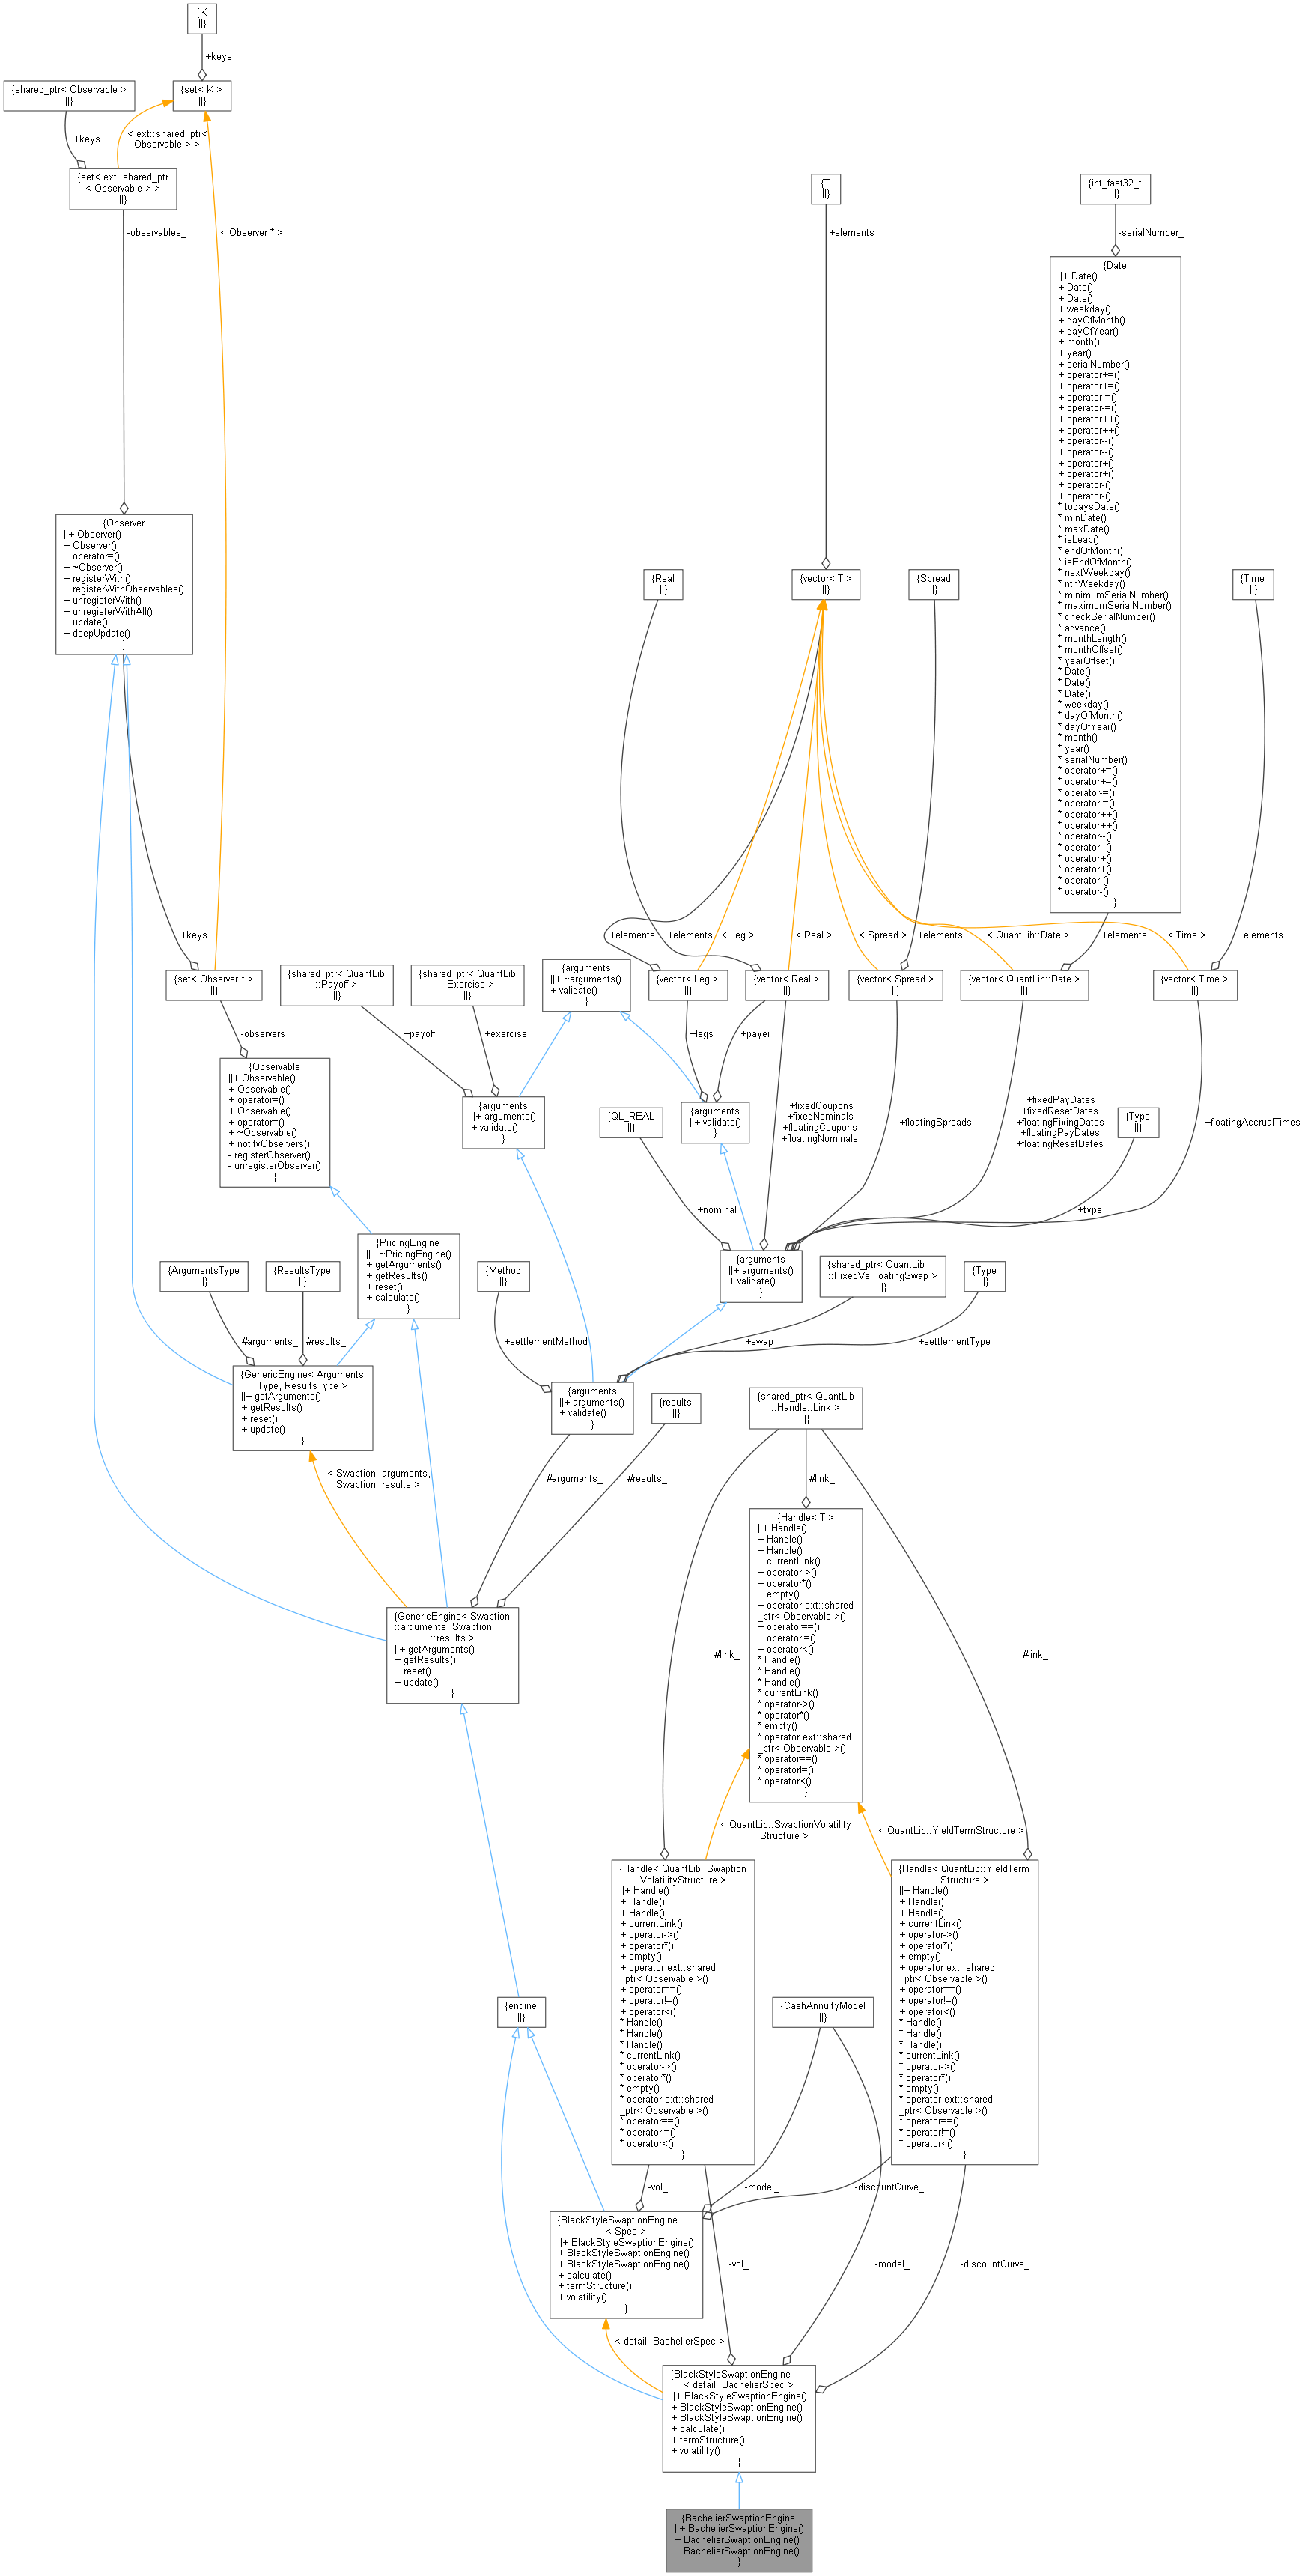 {K
||}
+keys
{shared_ptr< Observable >
||}
{set< K >
||}
+keys
< ext::shared_ptr<
Observable > >
{set< ext::shared_ptr
< Observable > >
||}
-observables_
< Observer * >
{T
||}
+elements
{int_fast32_t
||}
-serialNumber_
{Date
||+ Date()
+ Date()
+ Date()
+ weekday()
+ dayOfMonth()
+ dayOfYear()
+ month()
+ year()
+ serialNumber()
+ operator+=()
+ operator+=()
+ operator-=()
+ operator-=()
+ operator++()
+ operator++()
+ operator--()
+ operator--()
+ operator+()
+ operator+()
+ operator-()
+ operator-()
* todaysDate()
* minDate()
* maxDate()
* isLeap()
* endOfMonth()
* isEndOfMonth()
* nextWeekday()
* nthWeekday()
* minimumSerialNumber()
* maximumSerialNumber()
* checkSerialNumber()
* advance()
* monthLength()
* monthOffset()
* yearOffset()
* Date()
* Date()
* Date()
* weekday()
* dayOfMonth()
* dayOfYear()
* month()
* year()
* serialNumber()
* operator+=()
* operator+=()
* operator-=()
* operator-=()
* operator++()
* operator++()
* operator--()
* operator--()
* operator+()
* operator+()
* operator-()
* operator-()
}
{Observer
||+ Observer()
+ Observer()
+ operator=()
+ ~Observer()
+ registerWith()
+ registerWithObservables()
+ unregisterWith()
+ unregisterWithAll()
+ update()
+ deepUpdate()
}
{Real
||}
{vector< T >
||}
{Spread
||}
{Time
||}
+keys
+elements
+elements
< Leg >
< Real >
< Spread >
+elements
< QuantLib::Date >
+elements
< Time >
+elements
{set< Observer * >
||}
{shared_ptr< QuantLib
::Payoff >
||}
{shared_ptr< QuantLib
::Exercise >
||}
{arguments
||+ ~arguments()
+ validate()
}
{vector< Leg >
||}
{vector< Real >
||}
{vector< Spread >
||}
{vector< QuantLib::Date >
||}
{vector< Time >
||}
-observers_
+payoff
+exercise
+legs
+payer
{Observable
||+ Observable()
+ Observable()
+ operator=()
+ Observable()
+ operator=()
+ ~Observable()
+ notifyObservers()
- registerObserver()
- unregisterObserver()
}
{arguments
||+ arguments()
+ validate()
}
{QL_REAL
||}
{arguments
||+ validate()
}
+fixedCoupons
+fixedNominals
+floatingCoupons
+floatingNominals
+floatingSpreads
+fixedPayDates
+fixedResetDates
+floatingFixingDates
+floatingPayDates
+floatingResetDates
{Type
||}
+floatingAccrualTimes
+nominal
+type
{PricingEngine
||+ ~PricingEngine()
+ getArguments()
+ getResults()
+ reset()
+ calculate()
}
{ArgumentsType
||}
{ResultsType
||}
{Method
||}
{arguments
||+ arguments()
+ validate()
}
{shared_ptr< QuantLib
::FixedVsFloatingSwap >
||}
{Type
||}
#arguments_
#results_
+settlementMethod
+swap
+settlementType
{GenericEngine< Arguments
Type, ResultsType >
||+ getArguments()
+ getResults()
+ reset()
+ update()
}
{arguments
||+ arguments()
+ validate()
}
{results
||}
{shared_ptr< QuantLib
::Handle::Link >
||}
< Swaption::arguments,
Swaption::results >
#arguments_
#results_
#link_
{Handle< T >
||+ Handle()
+ Handle()
+ Handle()
+ currentLink()
+ operator->()
+ operator*()
+ empty()
+ operator ext::shared
_ptr< Observable >()
+ operator==()
+ operator!=()
+ operator<()
* Handle()
* Handle()
* Handle()
* currentLink()
* operator->()
* operator*()
* empty()
* operator ext::shared
_ptr< Observable >()
* operator==()
* operator!=()
* operator<()
}
{GenericEngine< Swaption
::arguments, Swaption
::results >
||+ getArguments()
+ getResults()
+ reset()
+ update()
}
#link_
#link_
< QuantLib::SwaptionVolatility
Structure >
< QuantLib::YieldTermStructure >
{Handle< QuantLib::Swaption
VolatilityStructure >
||+ Handle()
+ Handle()
+ Handle()
+ currentLink()
+ operator->()
+ operator*()
+ empty()
+ operator ext::shared
_ptr< Observable >()
+ operator==()
+ operator!=()
+ operator<()
* Handle()
* Handle()
* Handle()
* currentLink()
* operator->()
* operator*()
* empty()
* operator ext::shared
_ptr< Observable >()
* operator==()
* operator!=()
* operator<()
}
{Handle< QuantLib::YieldTerm
Structure >
||+ Handle()
+ Handle()
+ Handle()
+ currentLink()
+ operator->()
+ operator*()
+ empty()
+ operator ext::shared
_ptr< Observable >()
+ operator==()
+ operator!=()
+ operator<()
* Handle()
* Handle()
* Handle()
* currentLink()
* operator->()
* operator*()
* empty()
* operator ext::shared
_ptr< Observable >()
* operator==()
* operator!=()
* operator<()
}
{engine
||}
{CashAnnuityModel
||}
-vol_
-model_
-discountCurve_
{BlackStyleSwaptionEngine
< Spec >
||+ BlackStyleSwaptionEngine()
+ BlackStyleSwaptionEngine()
+ BlackStyleSwaptionEngine()
+ calculate()
+ termStructure()
+ volatility()
}
-vol_
-model_
-discountCurve_
< detail::BachelierSpec >
{BlackStyleSwaptionEngine
< detail::BachelierSpec >
||+ BlackStyleSwaptionEngine()
+ BlackStyleSwaptionEngine()
+ BlackStyleSwaptionEngine()
+ calculate()
+ termStructure()
+ volatility()
}
{BachelierSwaptionEngine
||+ BachelierSwaptionEngine()
+ BachelierSwaptionEngine()
+ BachelierSwaptionEngine()
}